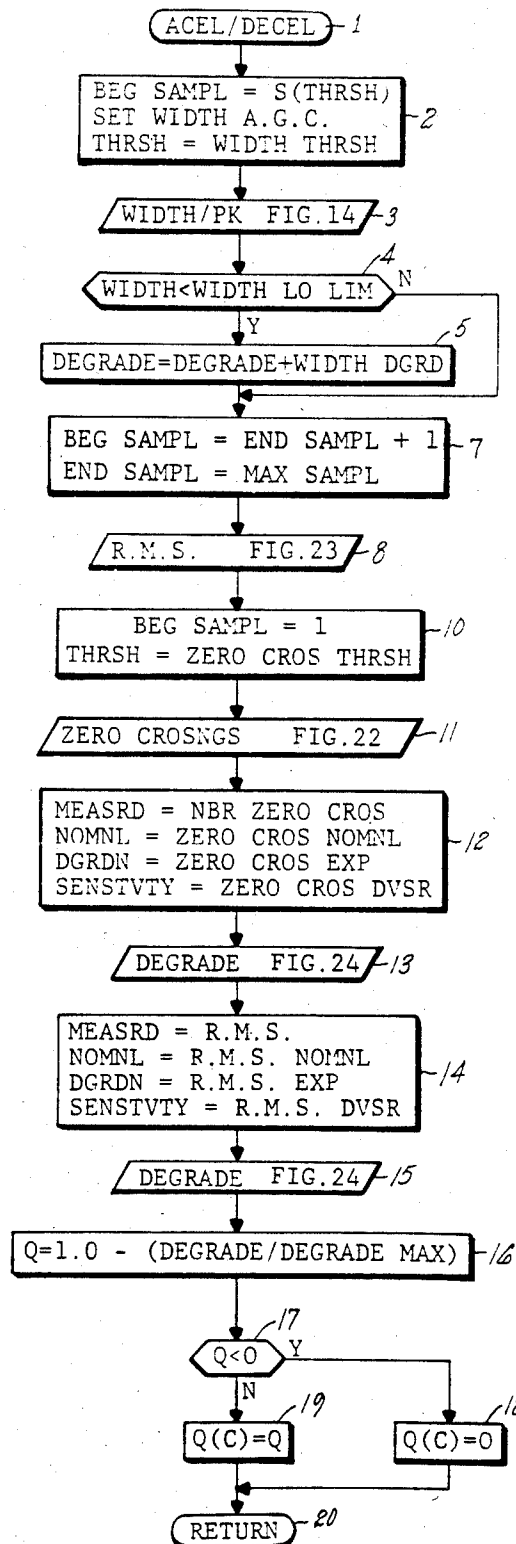 ACEL/DECEL 1
BEG SAMPL = S(THRSH)
SET WIDTH A.G.C.
THRSH = WIDTH THRSH
2
WIDTH/PK FIG.14 3
4
WIDTH<WIDTH LO LIM N
Y
5
DEGRADE=DEGRADE+WIDTH DGRD
BEG SAMPL = END SAMPL + 1
END SAMPL = MAX SAMPL
7
R.M.S. FIG.23 8
BEG SAMPL = 1
THRSH = ZERO CROS THRSH
10
ZERO CROSNGS FIG.22 11
MEASRD = NBR ZERO CROS
NOMNL = ZERO CROS NOMNL
DGRDN = ZERO CROS EXP
SENSTVTY = ZERO CROS DVSR
12
DEGRADE FIG.24 13
MEASRD = R.M.S.
NOMNL = R.M.S. NOMNL
DGRDN = R.M.S. EXP
SENSTVTY = R.M.S. DVSR
14
DEGRADE FIG.24 15
Q=1.0 - (DEGRADE/DEGRADE MAX) 16
17
Q<0 Y
N
19
Q(C)=Q Q(C)=0
RETURN 20